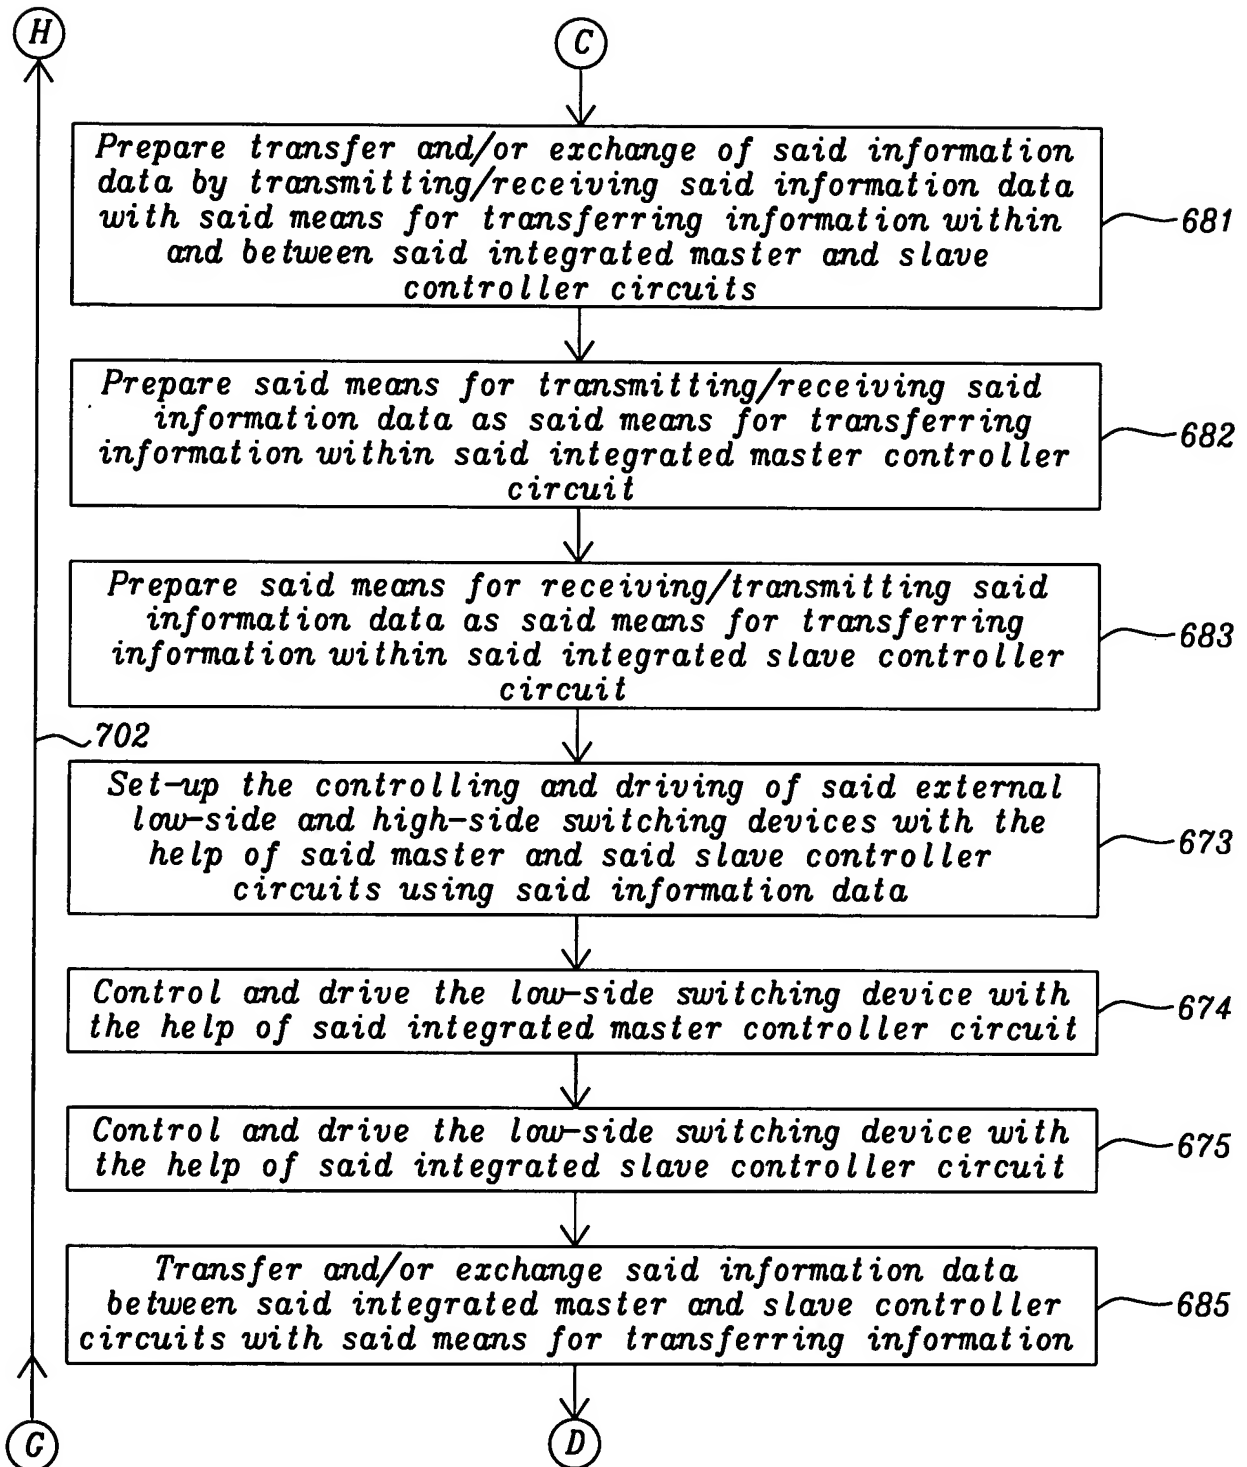 H
C
Prepare transfer and/or exchange of said information
data by transmitting/receiving said information data
with said means for transferring information within
and between said integrated master and slave
controller circuits
681
Prepare said means for transmitting/receiving said
information data as said means for transferring
information within said integrated master controller
circuit
682
Prepare said means for receiving/transmitting said
information data as said means for transferring
information within said integrated slave controller
circuit
683
702
Set-up the controlling and driving of said external
low-side and high-side switching devices with the
help of said master and said slave controller
circuits using said information data
673
Control and drive the low-side switching device with
the help of said integrated master controller circuit
674
Control and drive the low-side switching device with
the help of said integrated slave controller circuit
675
Transfer and/or exchange said information data
between said integrated master and slave controller
circuits with said means for transferring information
685
G
D